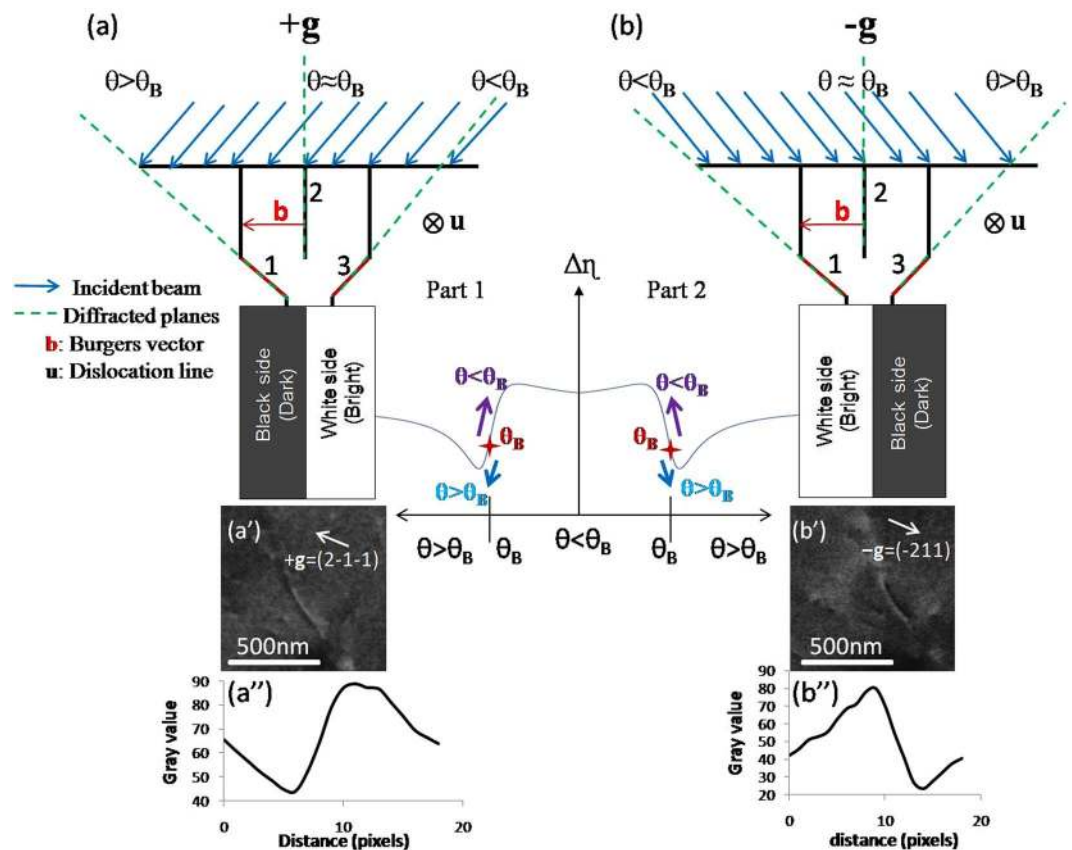 (a)
+g
θ>θB
θ≈θB
θ<θB
2
b
⊗ u
1
3
Incident beam
Diffracted planes
b: Burgers vector
u: Dislocation line
Black side
(Dark)
White side
(Bright)
(b)
-g
θ<θB
θ≈θB
θ>θB
2
b
⊗ u
1
3
White side
(Bright)
Black side
(Dark)
Δη
Part 1
Part 2
θ<θB
θB
θ>θB
θ<θB
θB
θ>θB
θ>θB
θB
θ<θB
θB
θ>θB
(a')
+g=(2-1-1)
500nm
(b')
−g=(-211)
500nm
(a'')
Gray value
90
80
70
60
50
40
0
10
20
Distance (pixels)
(b'')
Gray value
90
80
70
60
50
40
30
20
0
10
20
distance (pixels)